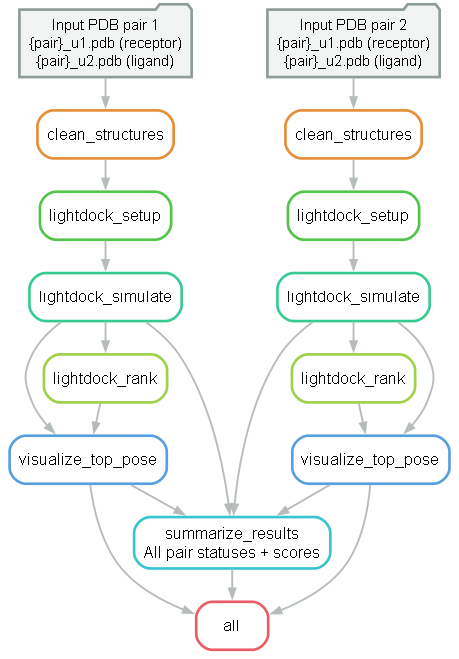 Input PDB pair 1
{pair}_u1.pdb (receptor)
{pair}_u2.pdb (ligand)
Input PDB pair 2
{pair}_u1.pdb (receptor)
{pair}_u2.pdb (ligand)
clean_structures
clean_structures
lightdock_setup
lightdock_setup
lightdock_simulate
lightdock_simulate
lightdock_rank
lightdock_rank
visualize_top_pose
visualize_top_pose
summarize_results
All pair statuses + scores
all